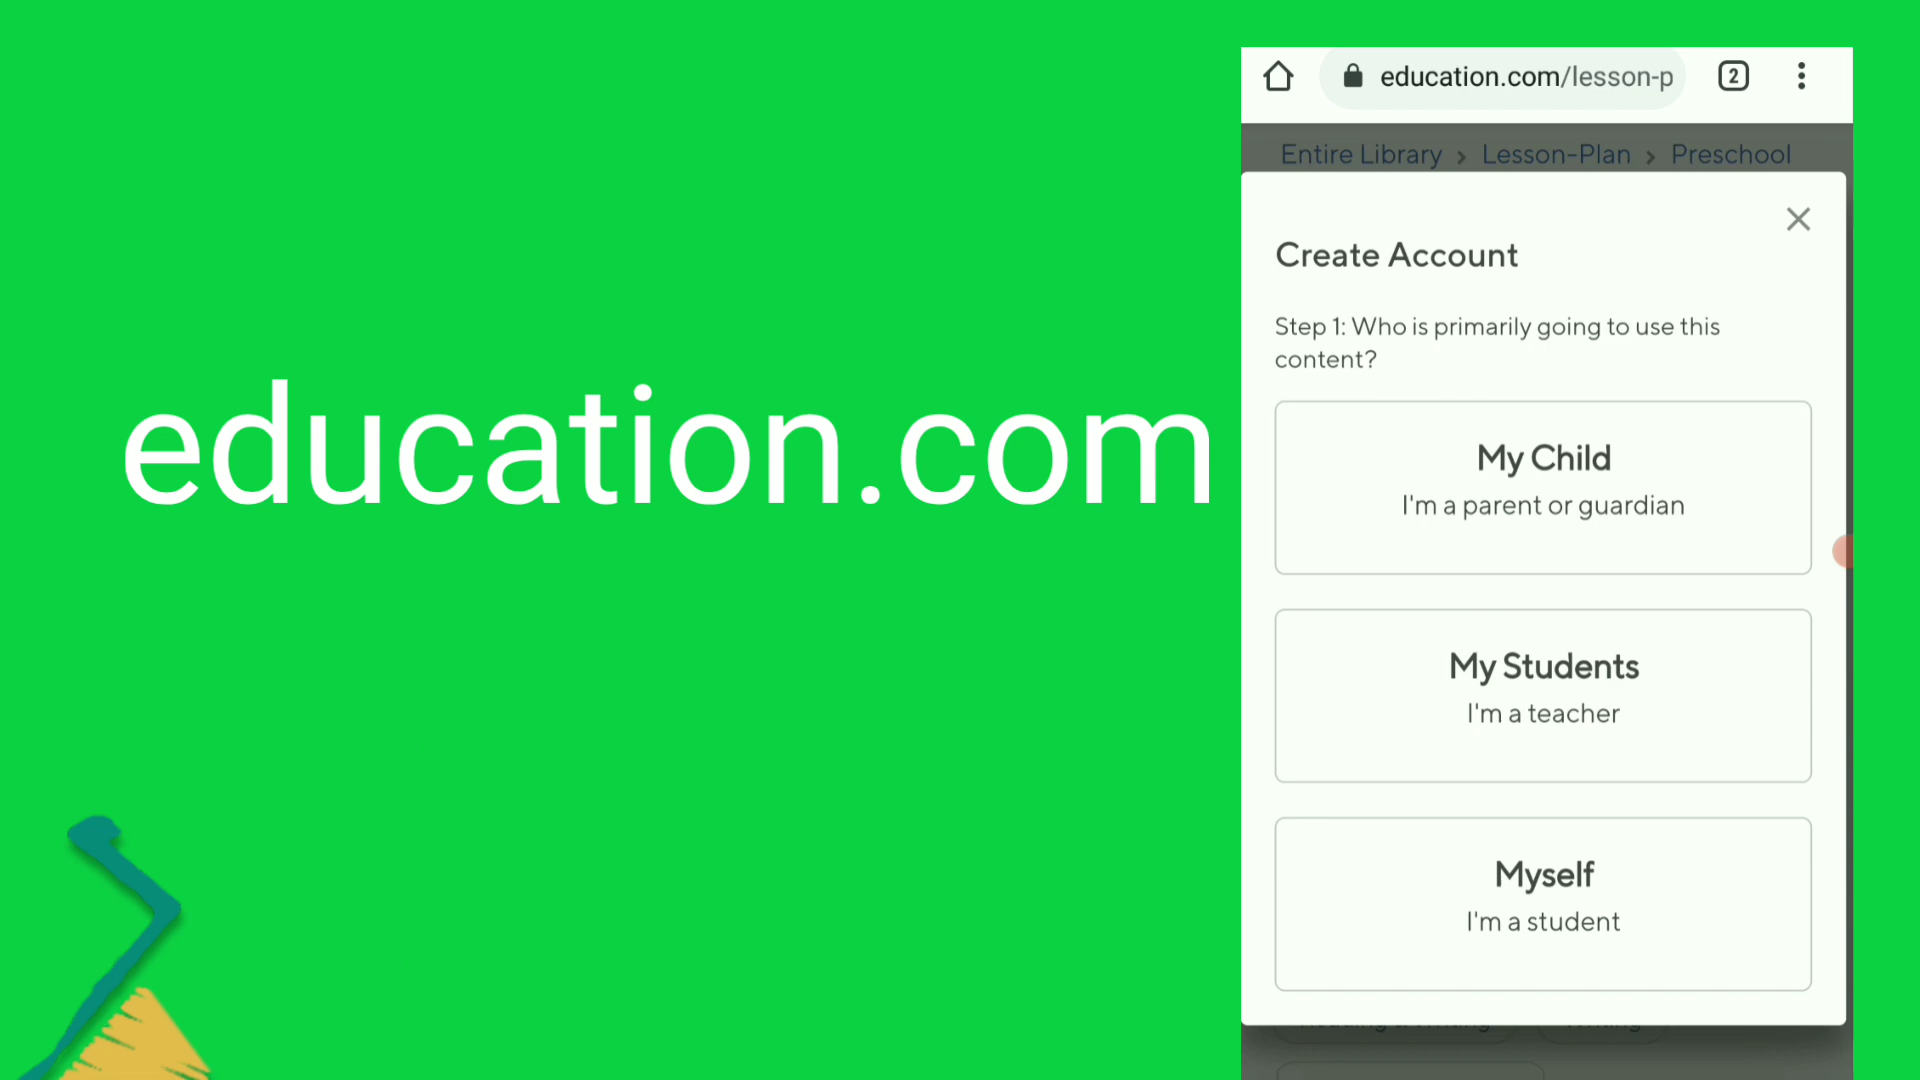 education.com
education.com/lesson-p
2
Entire Library > Lesson-Plan > Preschool
Create Account
Step 1: Who is primarily going to use this
content?
My Child
I'm a parent or guardian
My Students
I'm a teacher
Myself
I'm a student